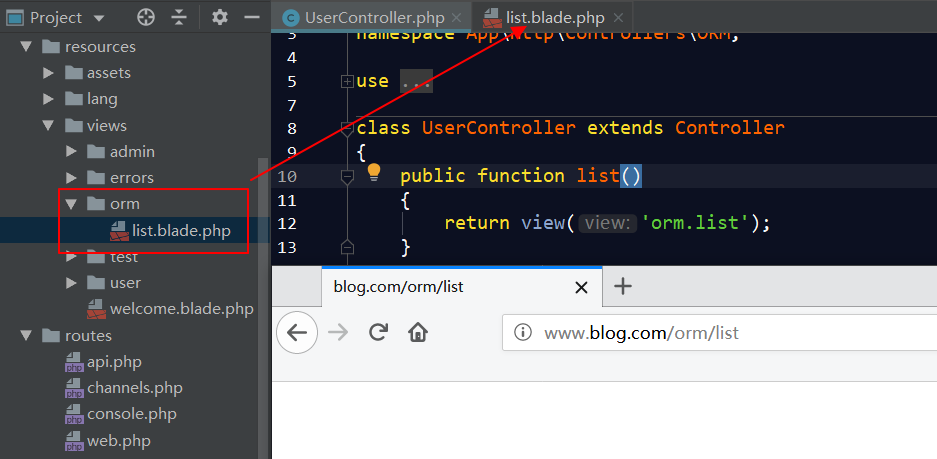 Project
resources
assets
lang
views
admin
errors
orm
list.blade.php
test
user
welcome.blade.php
routes
api.php
channels.php
console.php
web.php
UserController.php
list.blade.php
3 namespace App\Http\Controllers\ORM;
4
5 use ...
7
8 class UserController extends Controller
9 {
10 public function list()
11 {
12 return view( view: 'orm.list');
13 }
blog.com/orm/list
www.blog.com/orm/list